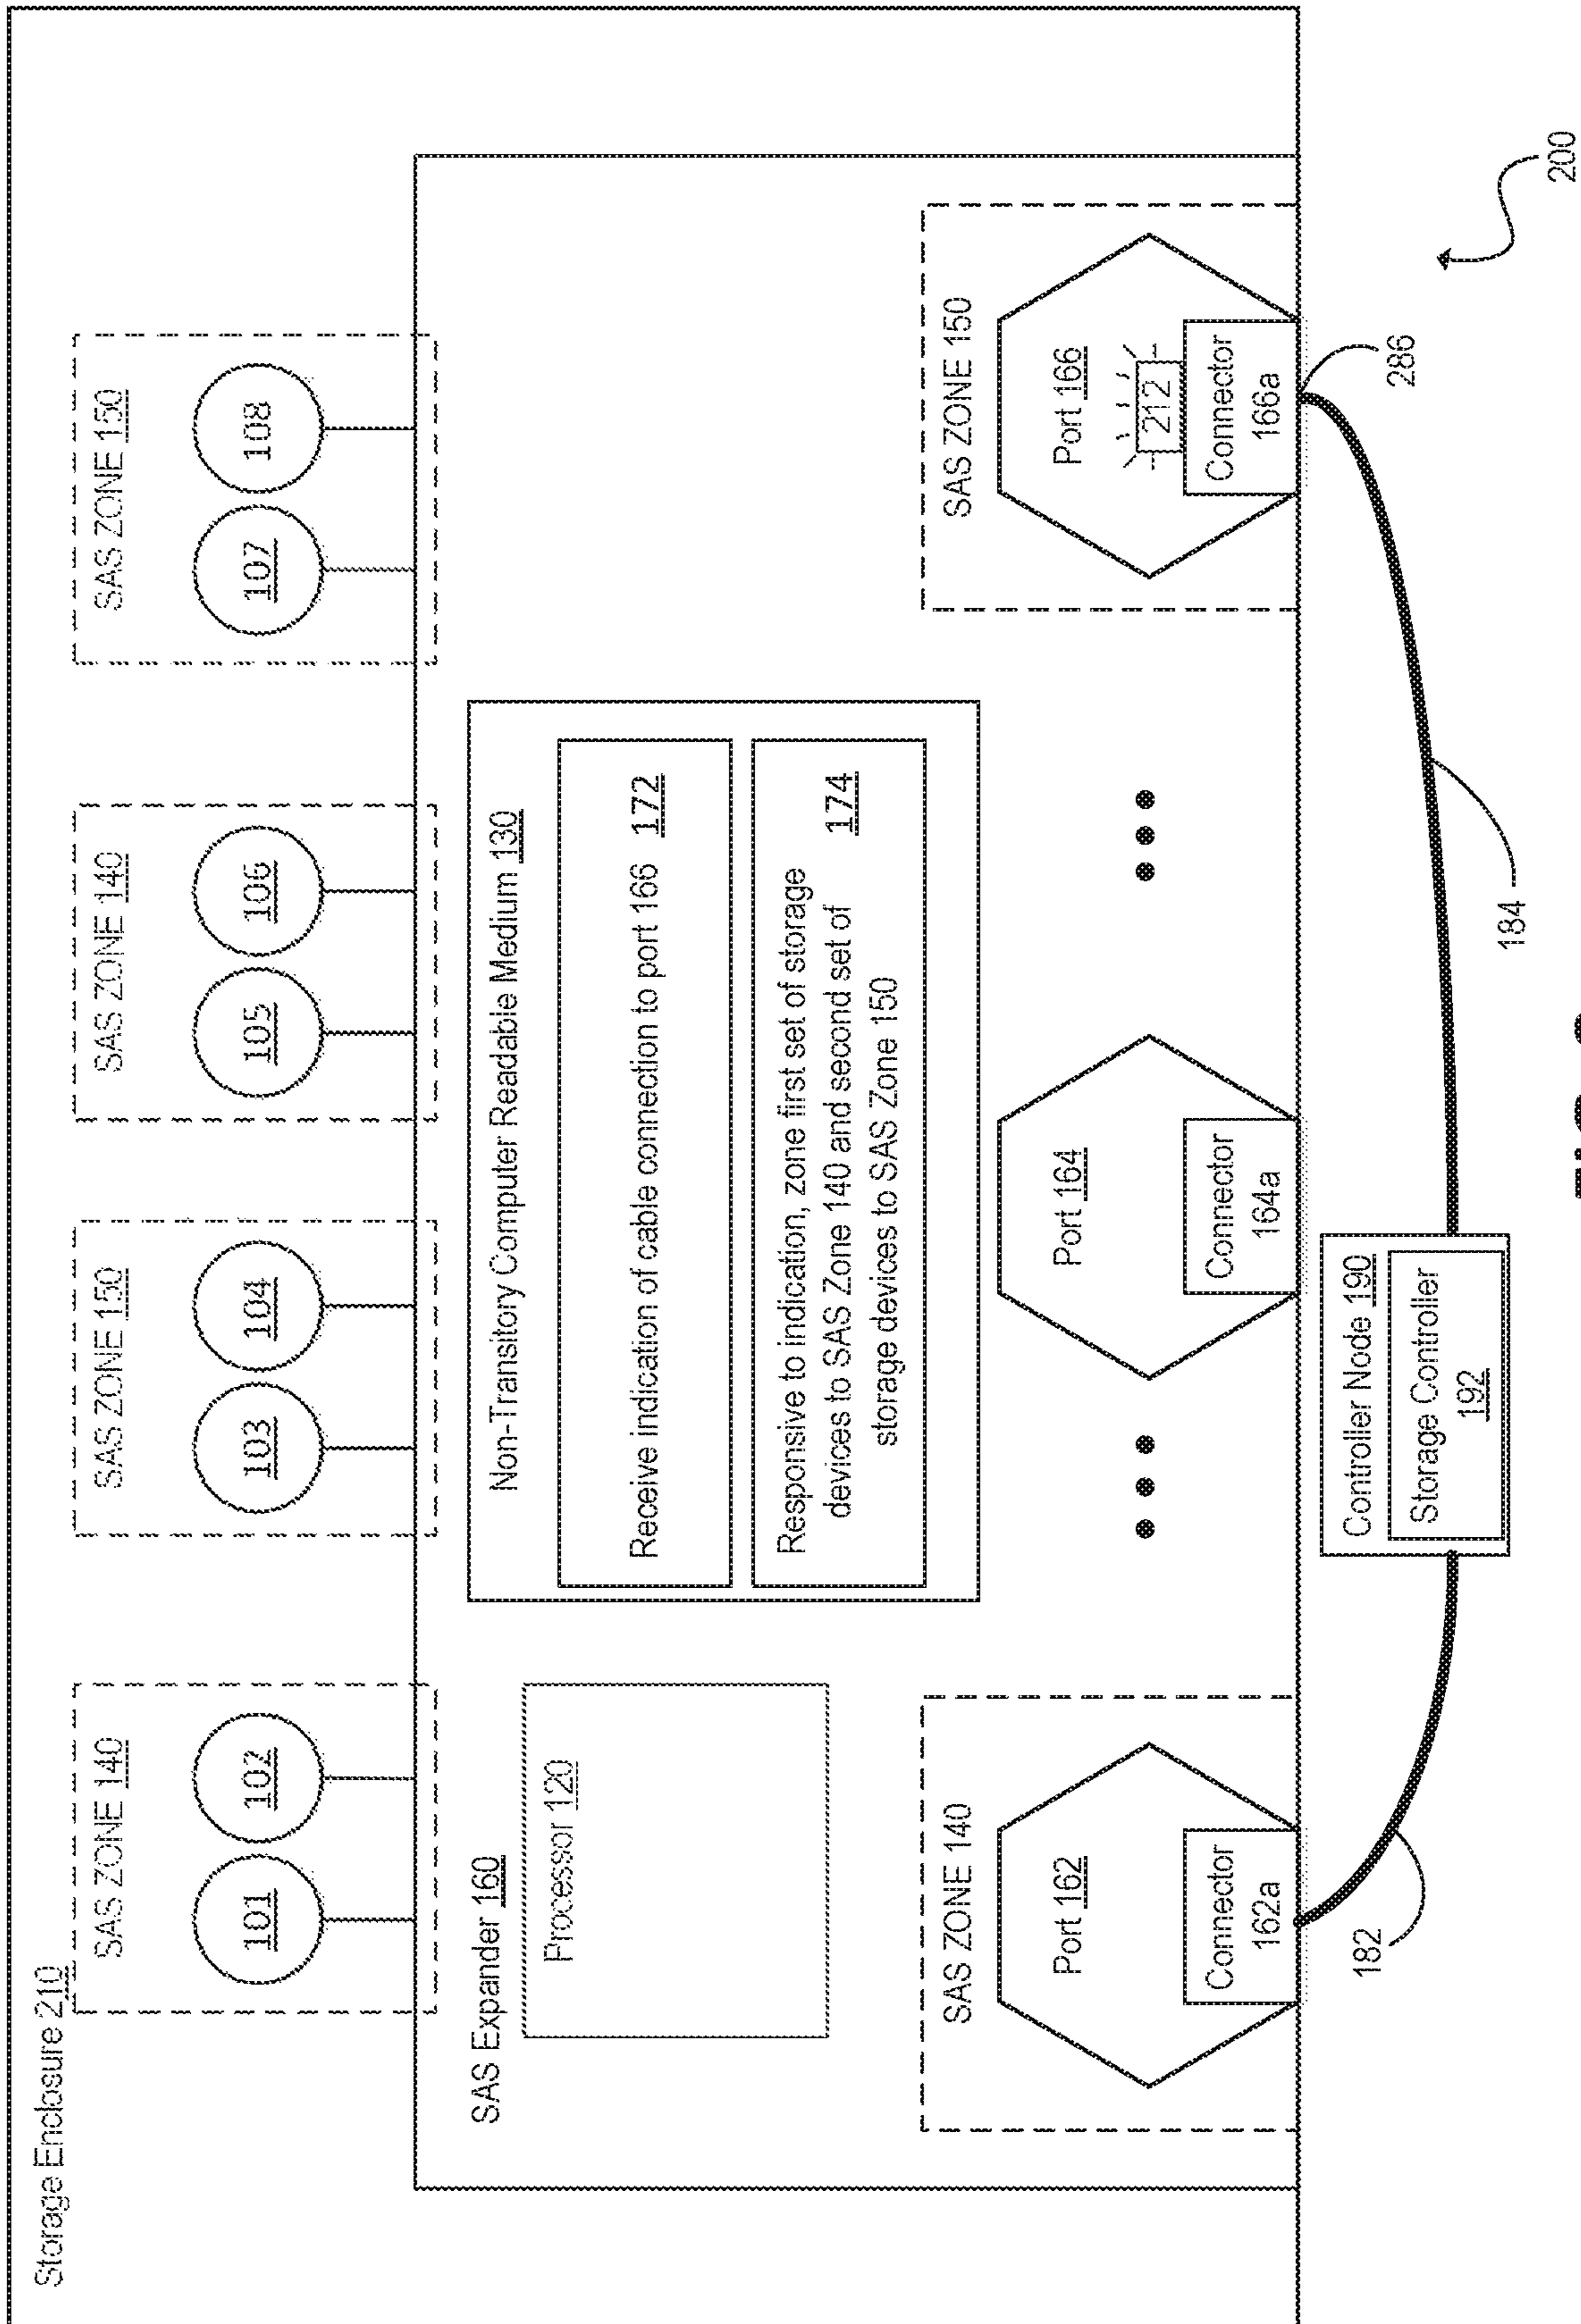 Storage Enclosure 210
SAS ZONE 140
101
102
SAS ZONE 150
103
104
SAS ZONE 140
105
106
SAS ZONE 150
107
108
SAS Expander 160
Processor 120
Non-Transitory Computer Readable Medium 130
Receive indication of cable connection to port 166 172
Responsive to indication, zone first set of storage
devices to SAS Zone 140 and second set of
storage devices to SAS Zone 150
174
SAS ZONE 140
Port 162
Connector
162a
Port 164
Connector
164a
SAS ZONE 150
Port 166
212
Connector
166a
182
Controller Node 190
Storage Controller
192
184
286
200